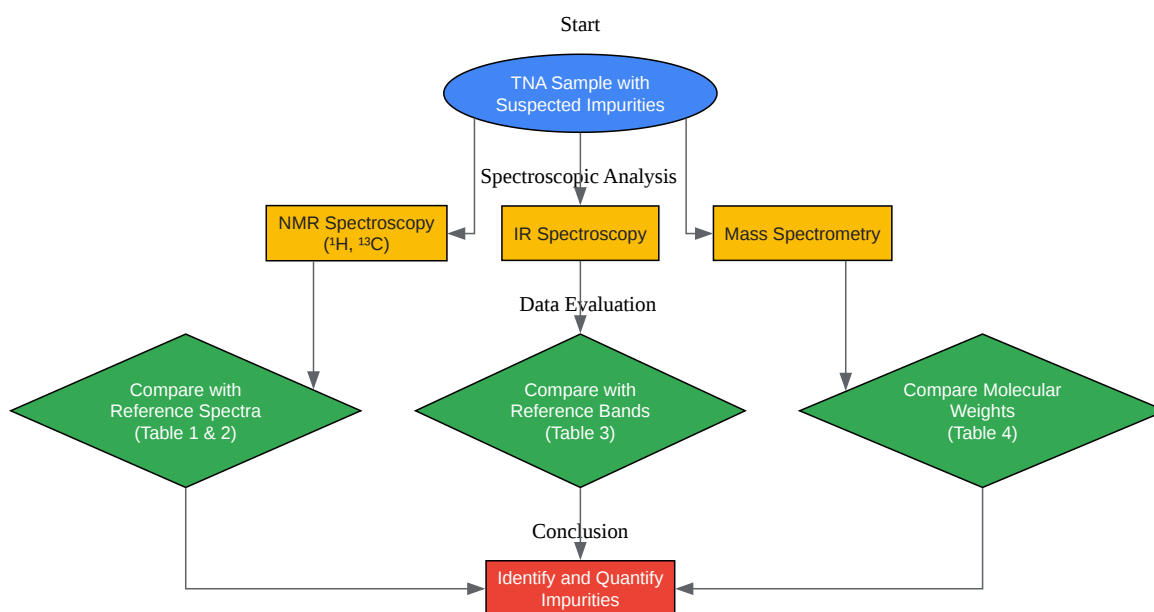 Start
TNA Sample with
Suspected Impurities
Spectroscopic Analysis
NMR Spectroscopy
(¹H, ¹³C)
IR Spectroscopy
Mass Spectrometry
Data Evaluation
Compare with
Reference Spectra
(Table 1 & 2)
Compare with
Reference Bands
(Table 3)
Compare Molecular
Weights
(Table 4)
Conclusion
Identify and Quantify
Impurities